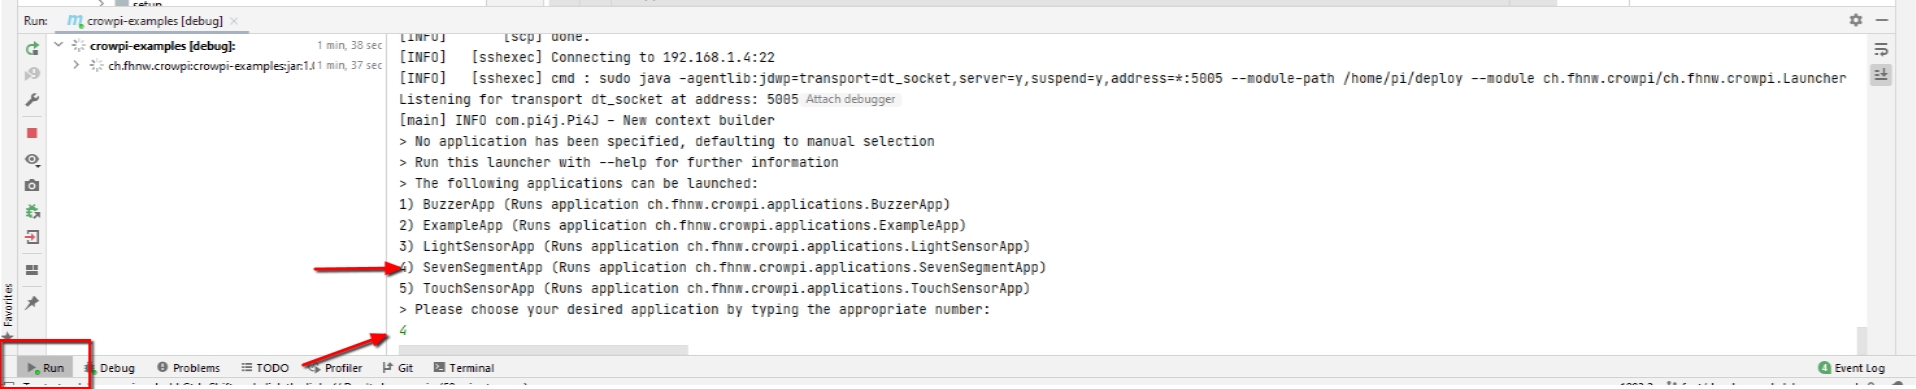 setup
Run: crowpi-examples [debug]
crowpi-examples [debug]: 1 min, 38 sec
ch.fhnw.crowpi:crowpi-examples:jar:1.( 1 min, 37 sec
[INFO] [scp] done.
[INFO] [sshexec] Connecting to 192.168.1.4:22
[INFO] [sshexec] cmd : sudo java -agentlib:jdwp=transport=dt_socket,server=y,suspend=y,address=*:5005 --module-path /home/pi/deploy --module ch.fhnw.crowpi/ch.fhnw.crowpi.Launcher
Listening for transport dt_socket at address: 5005 Attach debugger
[main] INFO com.pi4j.Pi4J - New context builder
> No application has been specified, defaulting to manual selection
> Run this launcher with --help for further information
> The following applications can be launched:
1) BuzzerApp (Runs application ch.fhnw.crowpi.applications.BuzzerApp)
2) ExampleApp (Runs application ch.fhnw.crowpi.applications.ExampleApp)
3) LightSensorApp (Runs application ch.fhnw.crowpi.applications.LightSensorApp)
4) SevenSegmentApp (Runs application ch.fhnw.crowpi.applications.SevenSegmentApp)
5) TouchSensorApp (Runs application ch.fhnw.crowpi.applications.TouchSensorApp)
> Please choose your desired application by typing the appropriate number:
4
Favorites
Run Debug Problems TODO Profiler Git Terminal 4 Event Log